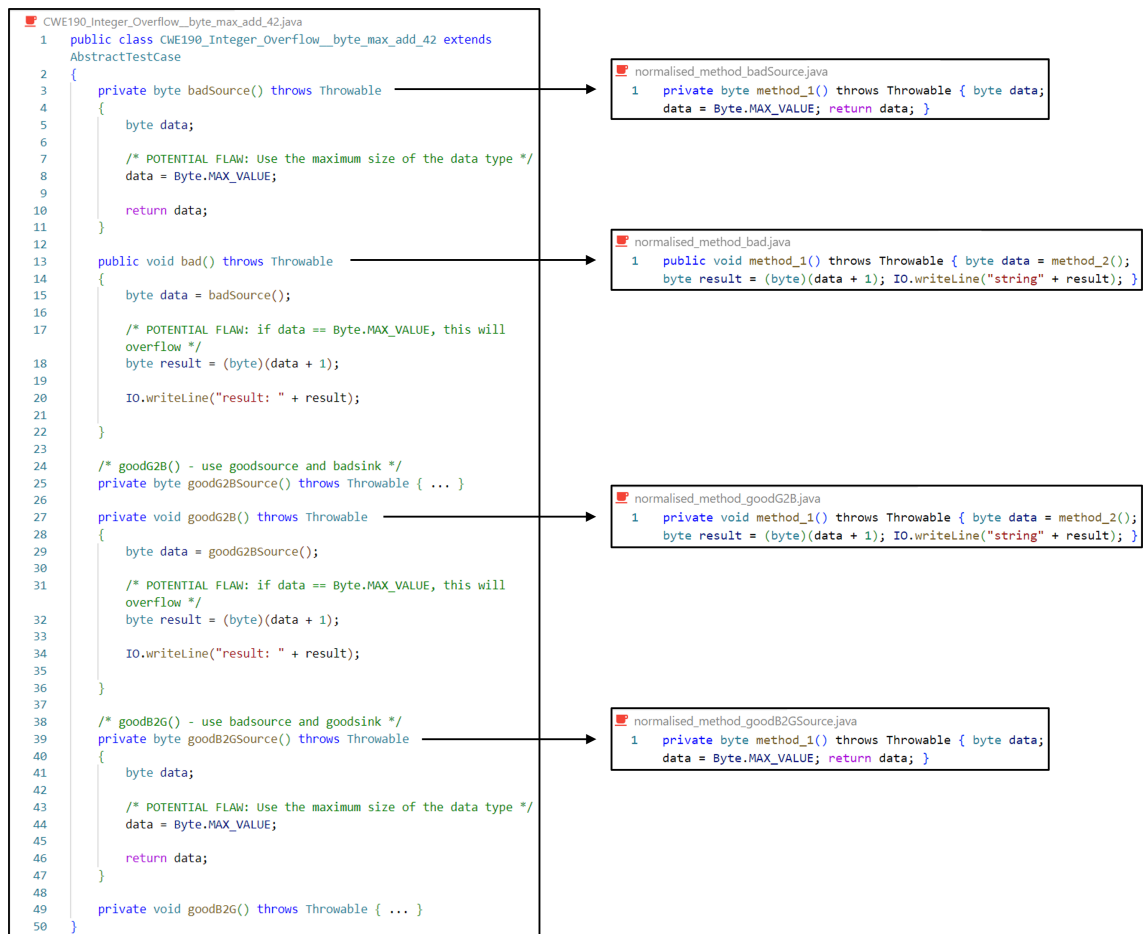 CWE190_Integer_Overflow__byte_max_add_42.java
1 public class CWE190_Integer_Overflow__byte_max_add_42 extends
AbstractTestCase
2 {
3 private byte badSource() throws Throwable
4 {
5 byte data;
6
7 /* POTENTIAL FLAW: Use the maximum size of the data type */
8 data = Byte.MAX_VALUE;
9
10 return data;
11 }
12
13 public void bad() throws Throwable
14 {
15 byte data = badSource();
16
17 /* POTENTIAL FLAW: if data == Byte.MAX_VALUE, this will
overflow */
18 byte result = (byte)(data + 1);
19
20 IO.writeLine("result: " + result);
21
22 }
23
24 /* goodG2B() - use goodsource and badsink */
25 private byte goodG2BSource() throws Throwable { ... }
26
27 private void goodG2B() throws Throwable
28 {
29 byte data = goodG2BSource();
30
31 /* POTENTIAL FLAW: if data == Byte.MAX_VALUE, this will
overflow */
32 byte result = (byte)(data + 1);
33
34 IO.writeLine("result: " + result);
35
36 }
37
38 /* goodB2G() - use badsource and goodsink */
39 private byte goodB2GSource() throws Throwable
40 {
41 byte data;
42
43 /* POTENTIAL FLAW: Use the maximum size of the data type */
44 data = Byte.MAX_VALUE;
45
46 return data;
47 }
48
49 private void goodB2G() throws Throwable { ... }
50 }
normalised_method_badSource.java
1 private byte method_1() throws Throwable { byte data;
data = Byte.MAX_VALUE; return data; }
normalised_method_bad.java
1 public void method_1() throws Throwable { byte data = method_2();
byte result = (byte)(data + 1); IO.writeLine("string" + result); }
normalised_method_goodG2B.java
1 private void method_1() throws Throwable { byte data = method_2();
byte result = (byte)(data + 1); IO.writeLine("string" + result); }
normalised_method_goodB2GSource.java
1 private byte method_1() throws Throwable { byte data;
data = Byte.MAX_VALUE; return data; }